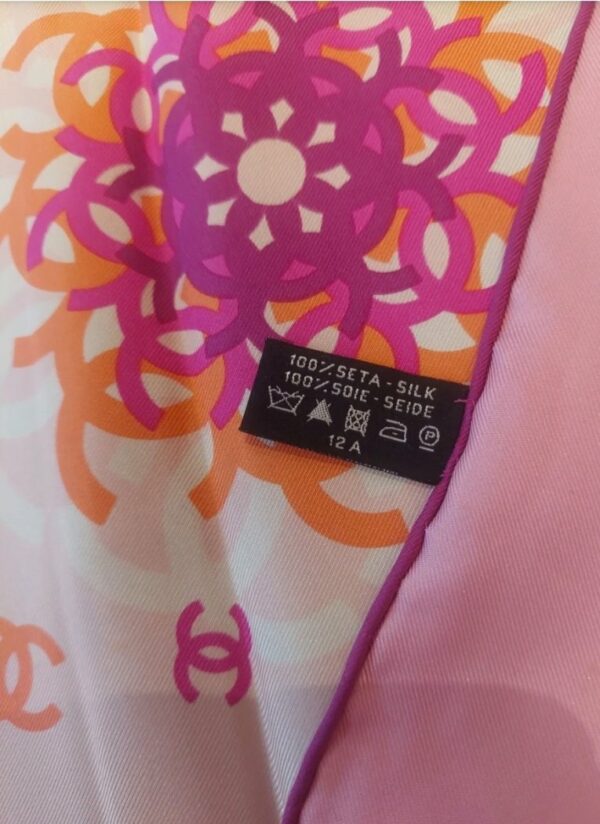 100% SETA - SILK
100% SOIE - SEIDE
P
12 A